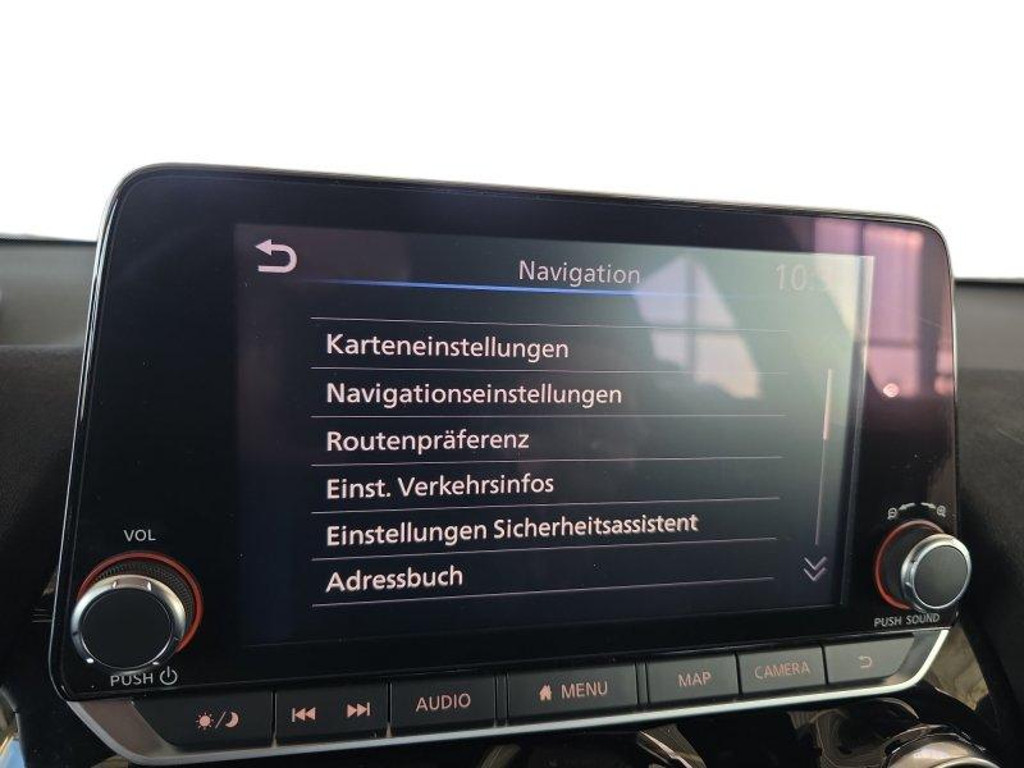 Navigation
Karteneinstellungen
Navigationseinstellungen
Routenpräferenz
Einst. Verkehrsinfos
Einstellungen Sicherheitsassistent
Adressbuch
VOL
PUSH
PUSH SOUND
AUDIO
MENU
MAP
CAMERA